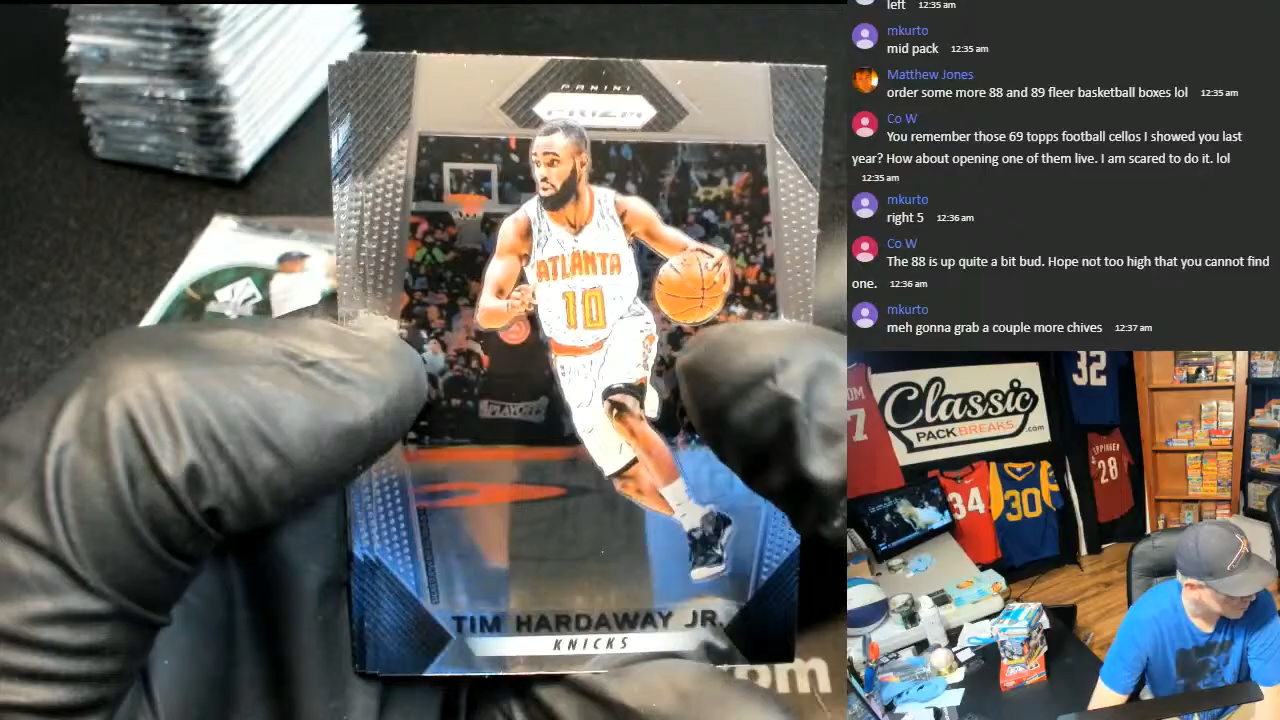 left 12:35 am
mkurto
mid pack 12:35 am
Matthew Jones
order some more 88 and 89 fleer basketball boxes lol 12:35 am
Co W
You remember those 69 topps football cellos I showed you last
year? How about opening one of them live. I am scared to do it. lol
12:35 am
mkurto
right 5 12:36 am
Co W
The 88 is up quite a bit bud. Hope not too high that you cannot find
one. 12:36 am
mkurto
meh gonna grab a couple more chives 12:37 am
PANINI
PRIZM
ATLANTA
10
PLAYOFFS
TIM HARDAWAY JR.
KNICKS
om
Classic
PACKBREAKS.com
32
7
34
30
28